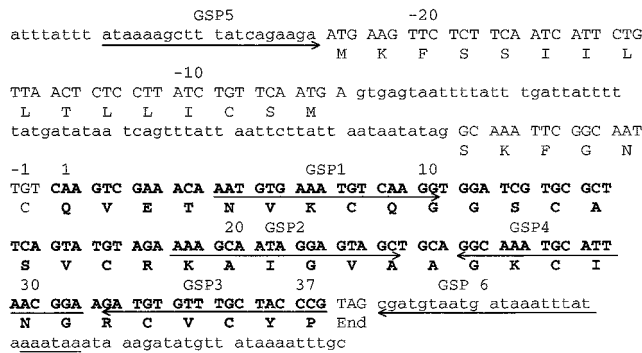 GSP5 -20
atttattt ataaaagctt tatcagaaga ATG AAG TTC TCT TCA ATC ATT CTG
M K F S S I I L
-10
TTA ACT CTC CTT ATC TGT TCA ATG A gtgagtaattttatt tgattatttt
L T L L I C S M
tatgatataa tcagtttatt aattcttatt aataatatag GC AAA TTC GGC AAT
S K F G N
-1 1 GSP1 10
TGT CAA GTC GAA ACA AAT GTG AAA TGT CAA GGT GGA TCG TGC GCT
C Q V E T N V K C Q G G S C A
20 GSP2 GSP4
TCA GTA TGT AGA AAA GCA ATA GGA GTA GCT GCA GGC AAA TGC ATT
S V C R K A I G V A A G K C I
30 GSP3 37 GSP 6
AAC GGA AGA TGT GTT TGC TAC CCG TAG cgatgtaatg ataaatttat
N G R C V C Y P End
aaaataaata aagatatgtt ataaaatttgc